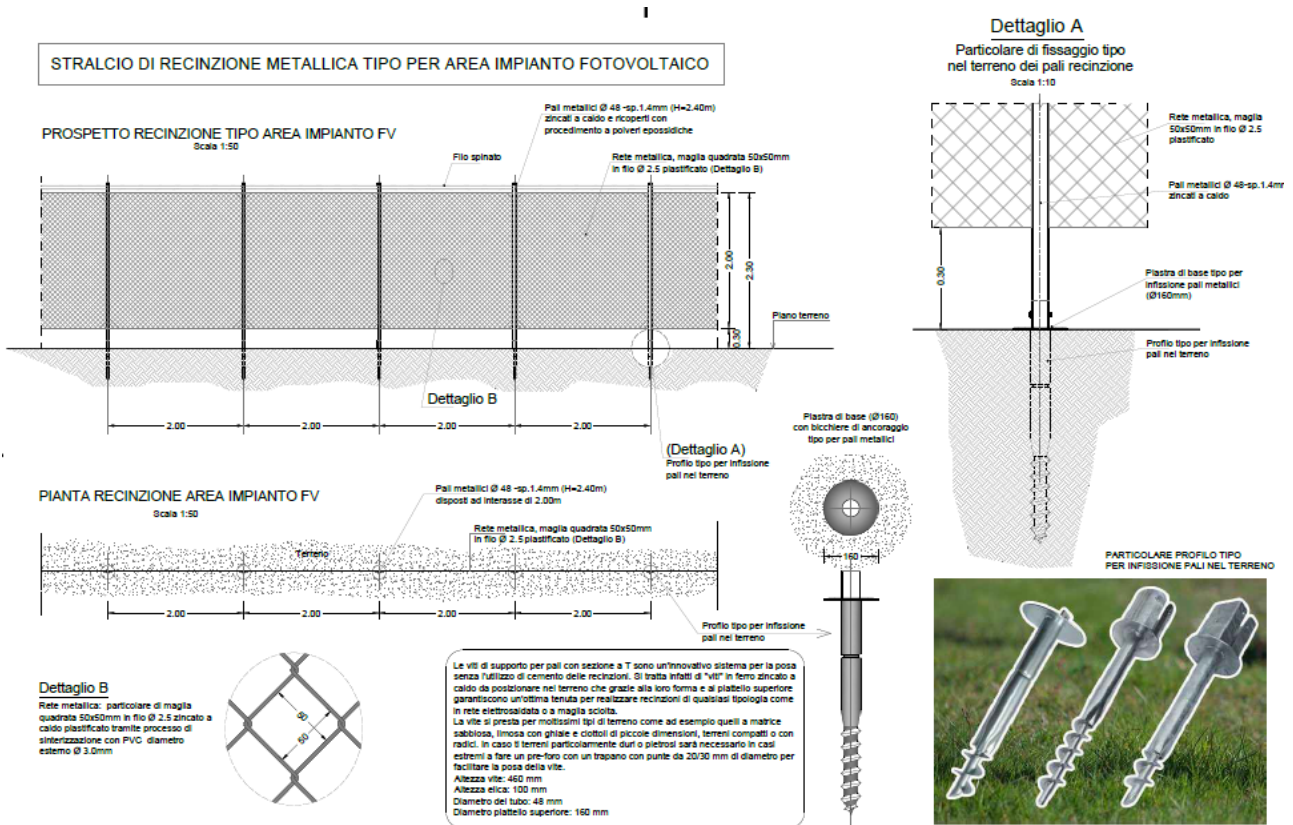 STRALCIO DI RECINZIONE METALLICA TIPO PER AREA IMPIANTO FOTOVOLTAICO
PROSPETTO RECINZIONE TIPO AREA IMPIANTO FV
Scala 1:50
Filo spinato
Pali metallici Ø 48 -sp.1.4mm (H=2.40m)
zincati a caldo e ricoperti con
procedimento a polveri epossidiche
Rete metallica, maglia quadrata 50x50mm
in filo Ø 2.5 plastificato (Dettaglio B)
2.00
2.30
0.30
Piano terreno
Dettaglio B
2.00
2.00
2.00
2.00
(Dettaglio A)
Profilo tipo per infissione
pali nel terreno
PIANTA RECINZIONE AREA IMPIANTO FV
Scala 1:50
Pali metallici Ø 48 -sp.1.4mm (H=2.40m)
disposti ad interasse di 2.00m
Rete metallica, maglia quadrata 50x50mm
in filo Ø 2.5 plastificato (Dettaglio B)
Terreno
2.00
2.00
2.00
2.00
Profilo tipo per infissione
pali nel terreno
Dettaglio B
Rete metallica: particolare di maglia
quadrata 50x50mm in filo Ø 2.5 zincato a
caldo plastificato tramite processo di
sinterizzazione con PVC diametro
esterno Ø 3.0mm
50
50
Le viti di supporto per pali con sezione a T sono un'innovativo sistema per la posa
senza l'utilizzo di cemento delle recinzioni. Si tratta infatti di "viti" in ferro zincato a
caldo da posizionare nel terreno che grazie alla loro forma e al piattello superiore
garantiscono un'ottima tenuta per realizzare recinzioni di qualsiasi tipologia come
in rete elettrosaldata o a maglia sciolta.
La vite si presta per moltissimi tipi di terreno come ad esempio quelli a matrice
sabbiosa, limosa con ghiaie e ciottoli di piccole dimensioni, terreni compatti o con
radici. In caso ti terreni particolarmente duri o pietrosi sarà necessario in casi
estremi a fare un pre-foro con un trapano con punte da 20/30 mm di diametro per
facilitare la posa della vite.
Altezza vite: 460 mm
Altezza elica: 100 mm
Diametro del tubo: 48 mm
Diametro piattello superiore: 160 mm
Piastra di base (Ø160)
con bicchiere di ancoraggio
tipo per pali metallici
160
Dettaglio A
Particolare di fissaggio tipo
nel terreno dei pali recinzione
Scala 1:10
Rete metallica, maglia
50x50mm in filo Ø 2.5
plastificato
Pali metallici Ø 48-sp.1.4mm
zincati a caldo
0.30
Piastra di base tipo per
infissione pali metallici
(Ø160mm)
Profilo tipo per infissione
pali nel terreno
PARTICOLARE PROFILO TIPO
PER INFISSIONE PALI NEL TERRENO